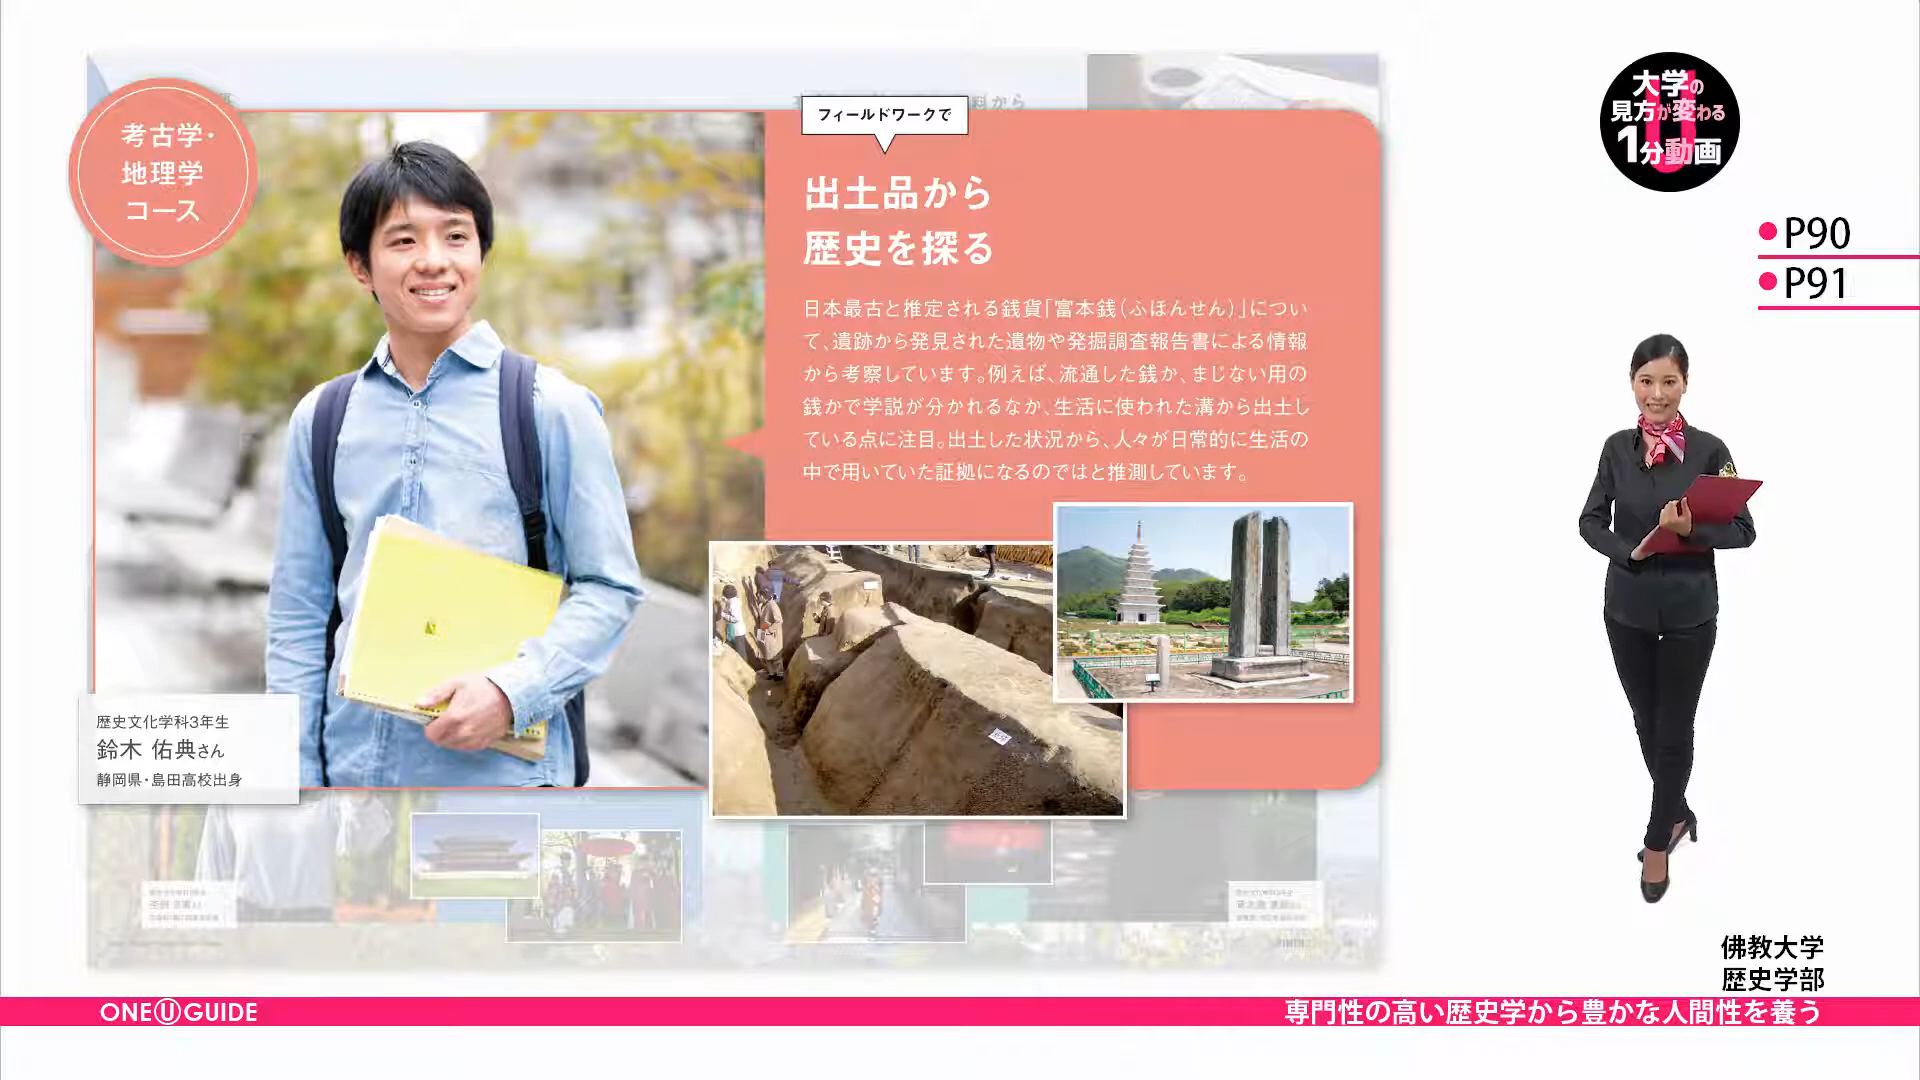 考古学・
地理学
コース
科から
フィールドワークで
出土品から
歴史を探る
日本最古と推定される銭貨「富本銭(ふほんせん)」につい
て、遺跡から発見された遺物や発掘調査報告書による情報
から考察しています。例えば、流通した銭か、まじない用の
銭かで学説が分かれるなか、生活に使われた溝から出土し
ている点に注目。出土した状況から、人々が日常的に生活の
中で用いていた証拠になるのではと推測しています。
歴史文化学科3年生
鈴木 佑典さん
静岡県・島田高校出身
大学の
見方が変わる
1分動画
P90
P91
佛教大学
歴史学部
ONE U GUIDE
専門性の高い歴史学から豊かな人間性を養う